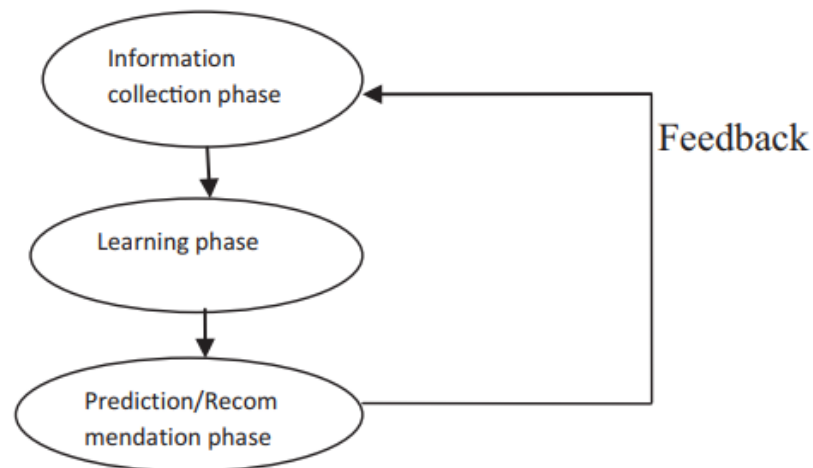 Information
collection phase
Feedback
Learning phase
Prediction/Recom
mendation phase